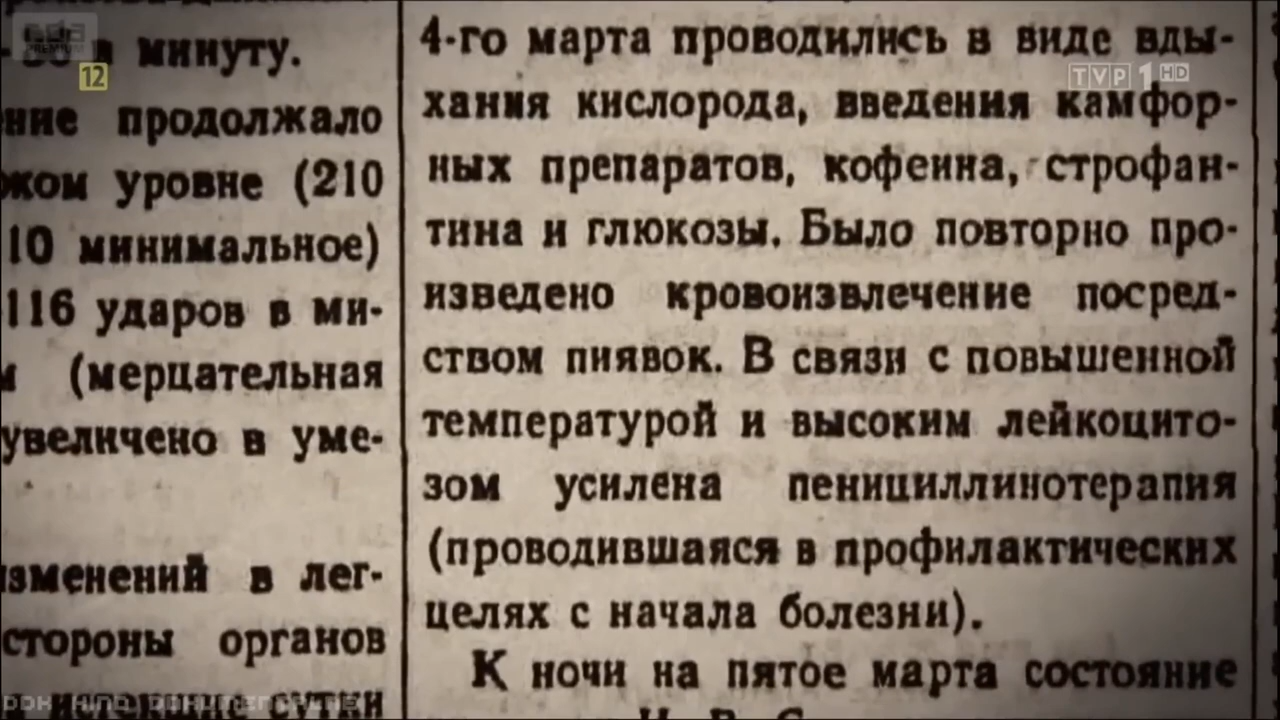 12
TVP 1 HD
PREMIUM
в минуту.
продолжало
уровне (210
10 минимальное)
116 ударов в ми-
(мерцательная
увеличено в уме-
изменений в лег-
стороны органов
сутки
4-го марта проводились в виде вды-
хания кислорода, введения камфор-
ных препаратов, кофеина, строфан-
тина и глюкозы. Было повторно про-
изведено кровоизвлечение посред-
ством пиявок. В связи с повышенной
температурой и высоким лейкоцито-
зом усилена пенициллинотерапия
(проводившаяся в профилактических
целях с начала болезни).
К ночи на пятое марта состояние